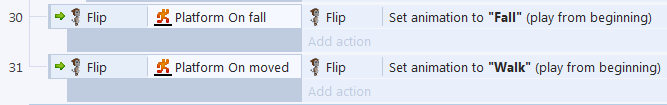 30 Flip Platform On fall Flip Set animation to "Fall" (play from beginning)
Add action
31 Flip Platform On moved Flip Set animation to "Walk" (play from beginning)
Add action